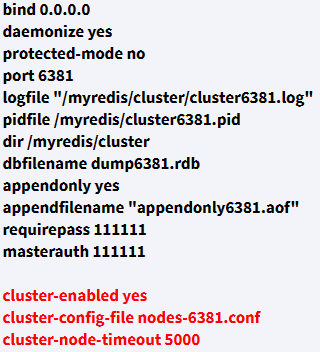 bind 0.0.0.0
daemonize yes
protected-mode no
port 6381
logfile "/myredis/cluster/cluster6381.log"
pidfile /myredis/cluster6381.pid
dir /myredis/cluster
dbfilename dump6381.rdb
appendonly yes
appendfilename "appendonly6381.aof"
requirepass 111111
masterauth 111111

cluster-enabled yes
cluster-config-file nodes-6381.conf
cluster-node-timeout 5000